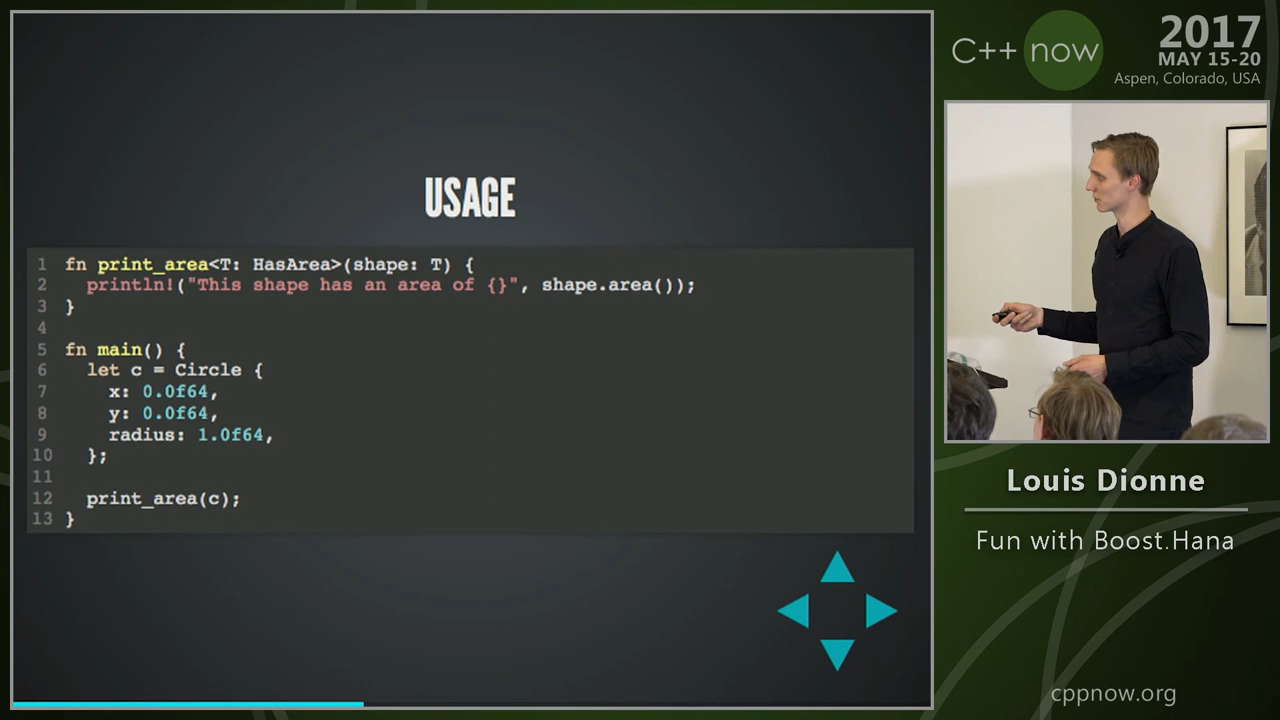 USAGE
1 fn print_area<T: HasArea>(shape: T) {
2 println!("This shape has an area of {}", shape.area());
3 }
4
5 fn main() {
6 let c = Circle {
7 x: 0.0f64,
8 y: 0.0f64,
9 radius: 1.0f64,
10 };
11
12 print_area(c);
13 }
C++ now
2017
MAY 15-20
Aspen, Colorado, USA
Louis Dionne
Fun with Boost.Hana
cppnow.org